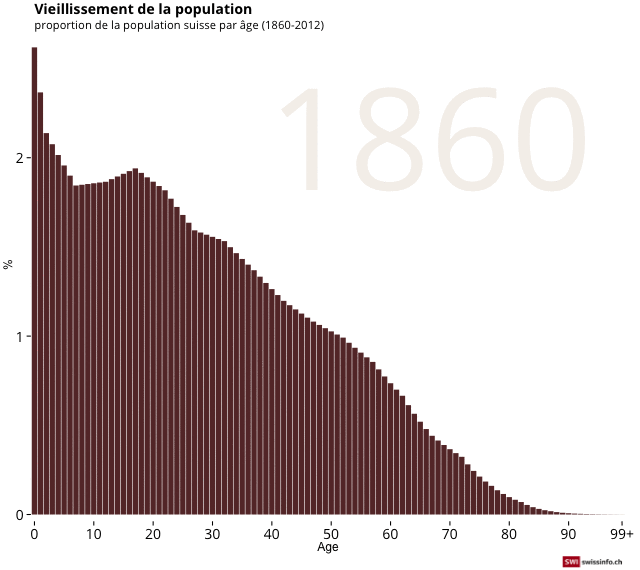 Vieillissement de la population
proportion de la population suisse par âge (1860-2012)
1860
2
%
1
0
0 10 20 30 40 50 60 70 80 90 99+
Age
SWI swissinfo.ch